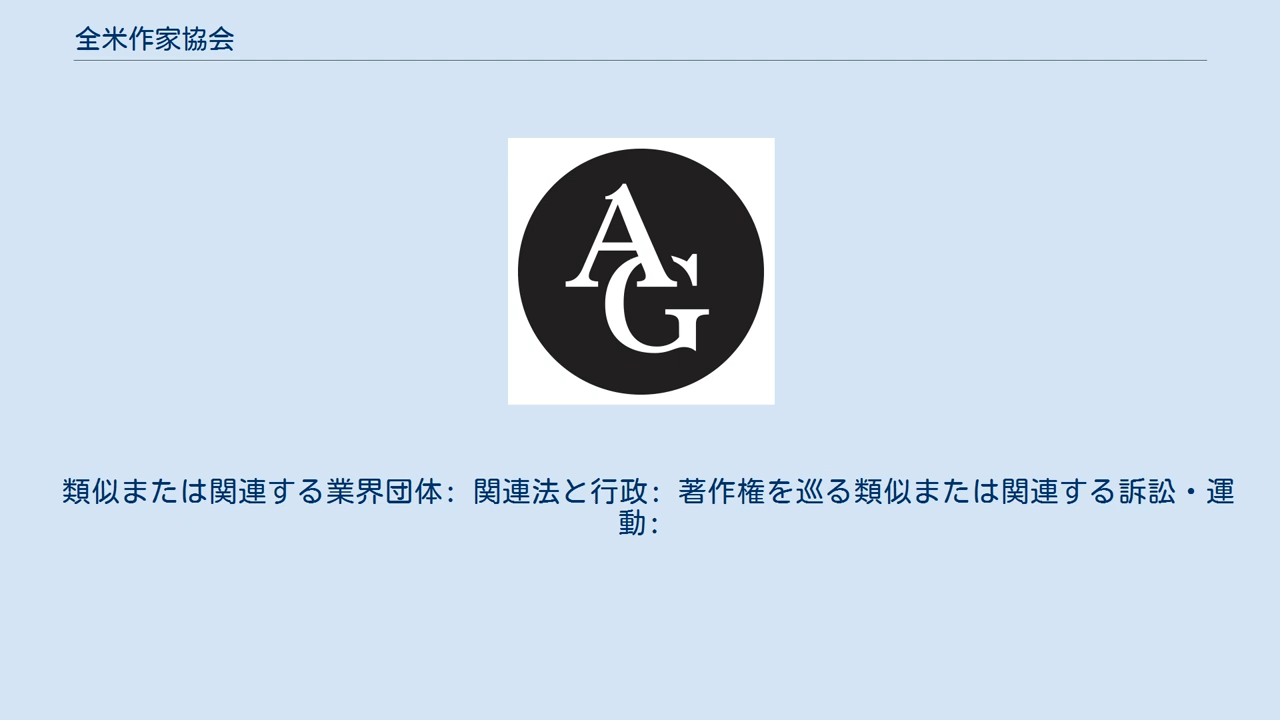 全米作家協会
AG
類似または関連する業界団体：関連法と行政：著作権を巡る類似または関連する訴訟・運
動：